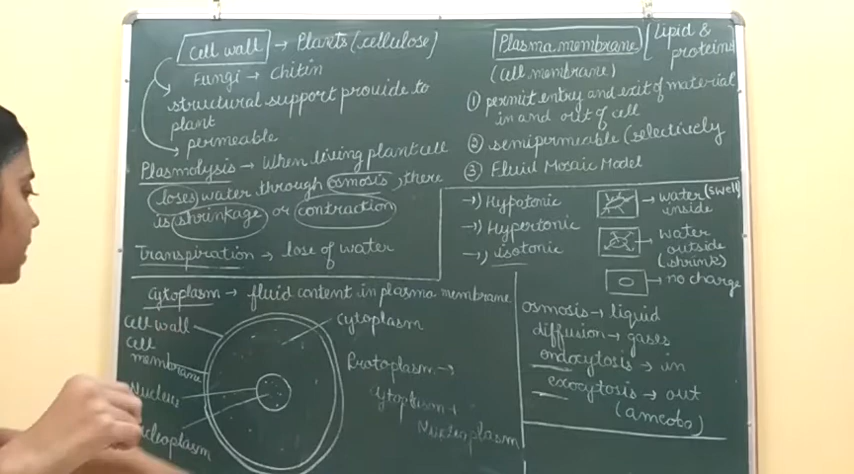 Cell wall → Plants (cellulose)
Fungi → Chitin
→ structural support provide to
plant
→ permeable
Plasmolysis → When living plant cell
loses water through osmosis, there
is shrinkage or contraction
Transpiration → lose of water
Plasma membrane [Lipid &
proteins
(cell membrane)
① permit entry and exit of material
in and out of cell
② semipermeable (selectively
③ Fluid Mosaic Model
→) Hypotonic
→) Hypertonic
→) isotonic
→ water (swell)
inside
→ water
outside
(shrink)
→ no charge
Cytoplasm → fluid content in plasma membrane
Cell wall
cell
membrane
Nucleus
cleoplasm
cytoplasm
Protoplasm →
cytoplasm +
Nucleoplasm
osmosis → liquid
diffusion → gases
endocytosis → in
exocytosis → out
(amoeba)